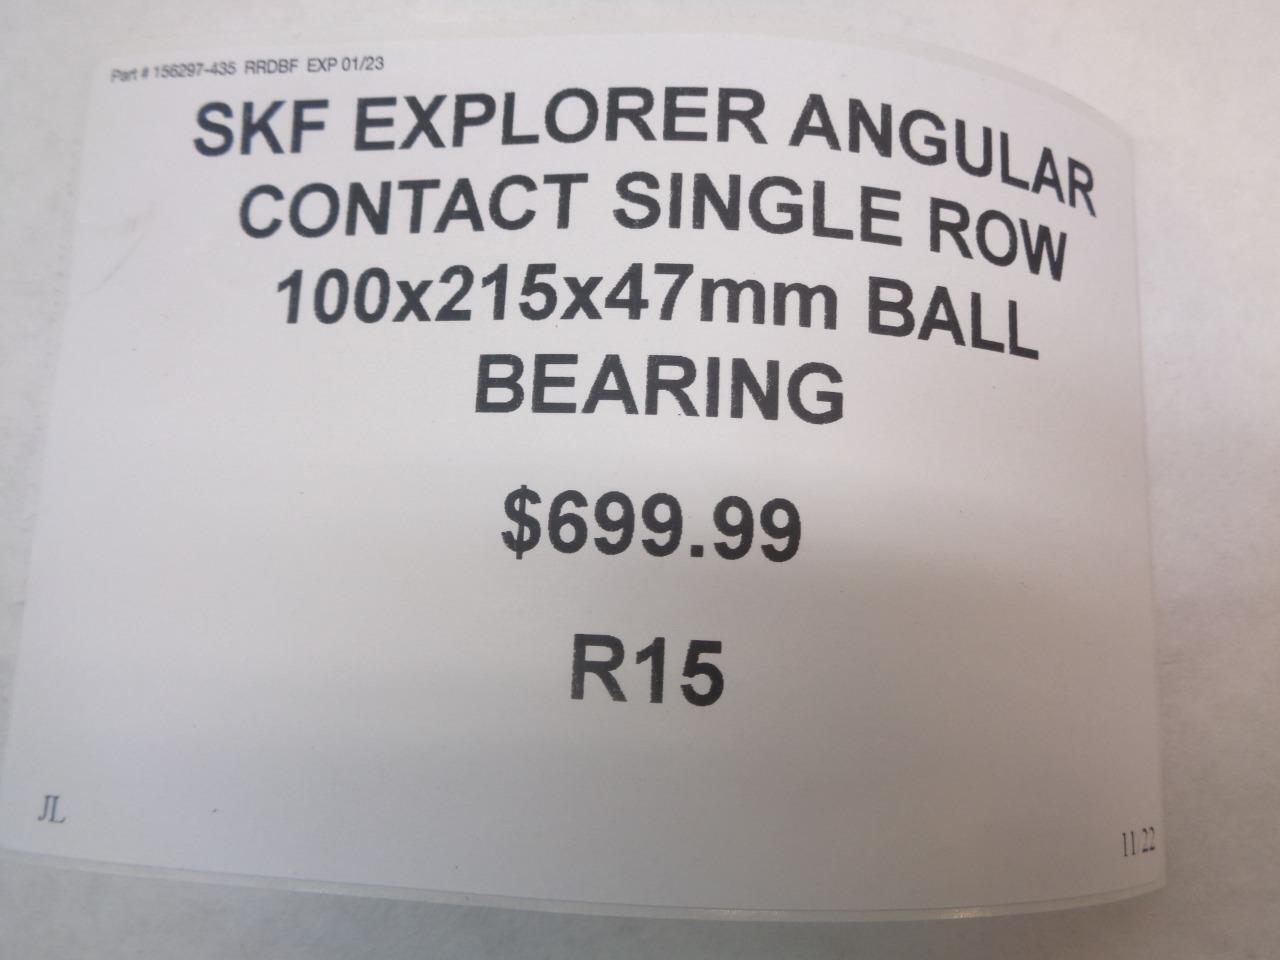 Part # 156297-435 RRDBF EXP 01/23
SKF EXPLORER ANGULAR
CONTACT SINGLE ROW
100x215x47mm BALL
BEARING
$699.99
R15
JL
11/22